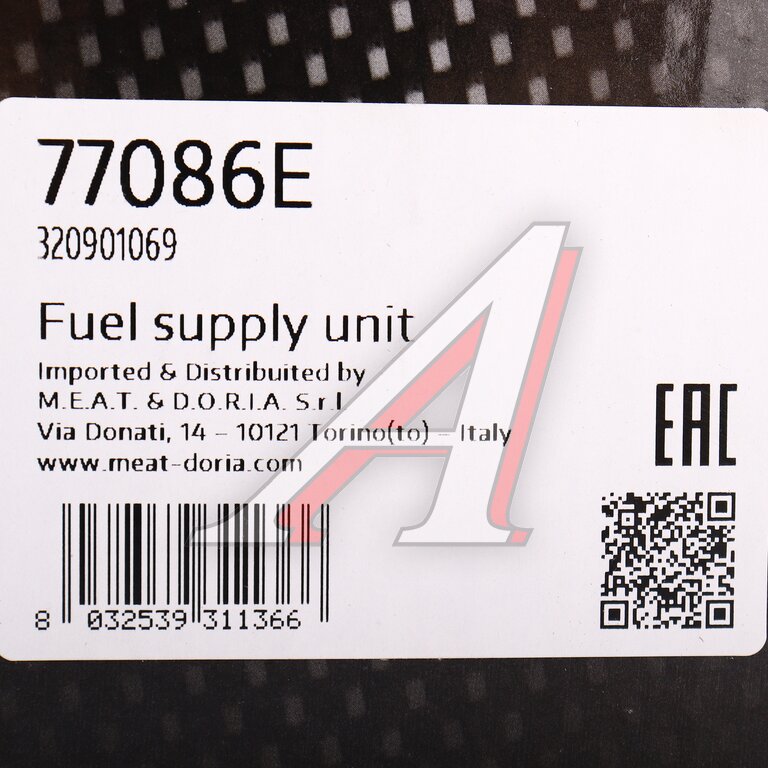 77086E
320901069
Fuel supply unit
Imported & Distribuited by
M.E.A.T. & D.O.R.I.A. S.r.l.
Via Donati, 14 - 10121 Torino(to) - Italy
www.meat-doria.com
EAC
8 032539 311366